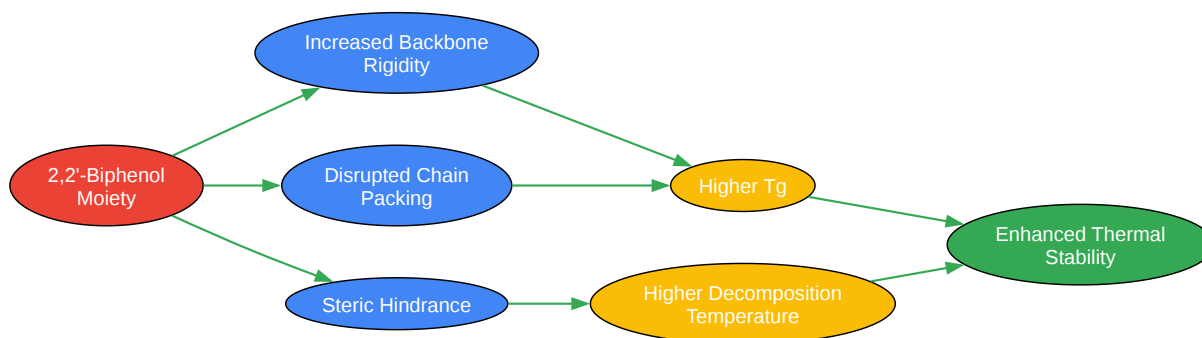 Increased Backbone
Rigidity
2,2'-Biphenol
Moiety
Disrupted Chain
Packing
Higher Tg
Enhanced Thermal
Stability
Steric Hindrance
Higher Decomposition
Temperature